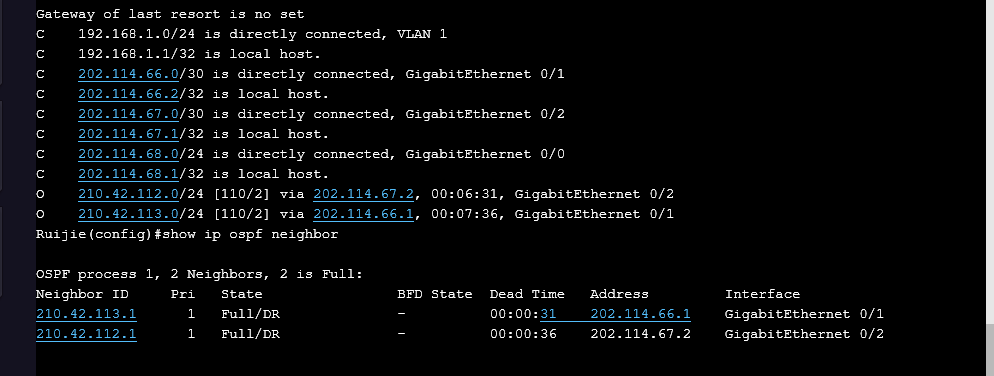 Gateway of last resort is no set
C    192.168.1.0/24 is directly connected, VLAN 1
C    192.168.1.1/32 is local host.
C    202.114.66.0/30 is directly connected, GigabitEthernet 0/1
C    202.114.66.2/32 is local host.
C    202.114.67.0/30 is directly connected, GigabitEthernet 0/2
C    202.114.67.1/32 is local host.
C    202.114.68.0/24 is directly connected, GigabitEthernet 0/0
C    202.114.68.1/32 is local host.
O    210.42.112.0/24 [110/2] via 202.114.67.2, 00:06:31, GigabitEthernet 0/2
O    210.42.113.0/24 [110/2] via 202.114.66.1, 00:07:36, GigabitEthernet 0/1
Ruijie(config)#show ip ospf neighbor
OSPF process 1, 2 Neighbors, 2 is Full:
Neighbor ID     Pri   State                BFD State  Dead Time   Address         Interface
210.42.113.1      1   Full/DR              -          00:00:31    202.114.66.1    GigabitEthernet 0/1
210.42.112.1      1   Full/DR              -          00:00:36    202.114.67.2    GigabitEthernet 0/2